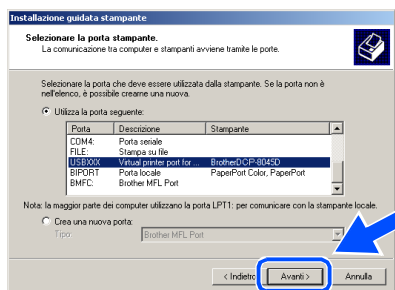 Installazione guidata stampante
Selezionare la porta stampante.
La comunicazione tra computer e stampanti avviene tramite le porte.
Selezionare la porta che deve essere utilizzata dalla stampante. Se la porta non è
nell'elenco, è possibile crearne una nuova.
Utilizza la porta seguente:
Porta Descrizione Stampante
COM4: Porta seriale
FILE: Stampa su file
USBXXX Virtual printer port for ... BrotherDCP-8045D
BIPORT Porta locale PaperPort Color, PaperPort
BMFC: Brother MFL Port
Nota: la maggior parte dei computer utilizzano la porta LPT1: per comunicare con la stampante locale.
Crea una nuova porta:
Tipo: Brother MFL Port
< Indietro Avanti > Annulla